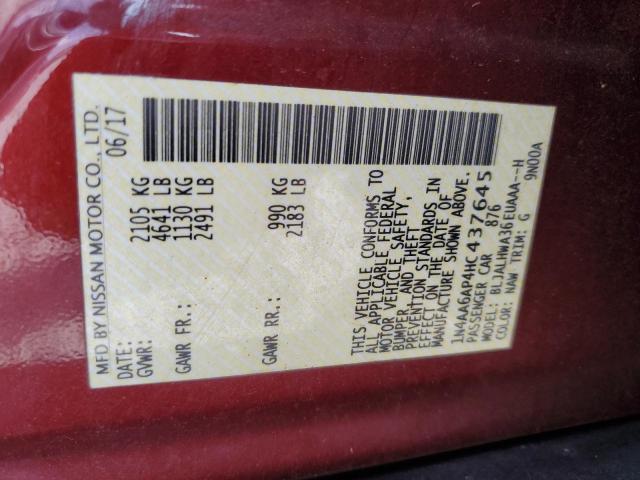 MFD BY NISSAN MOTOR CO., LTD.
DATE: 06/17
GVWR: 2105 KG
4641 LB
GAWR FR.: 1130 KG
2491 LB
GAWR RR.: 990 KG
2183 LB
THIS VEHICLE CONFORMS TO
ALL APPLICABLE FEDERAL
MOTOR VEHICLE SAFETY,
BUMPER, AND THEFT
PREVENTION STANDARDS IN
EFFECT ON THE DATE OF
MANUFACTURE SHOWN ABOVE.
1N4AA6AP4HC437645
PASSENGER CAR 876
MODEL: BLJALHWA36EUAAA--H
COLOR: NAW TRIM: G 9N00A